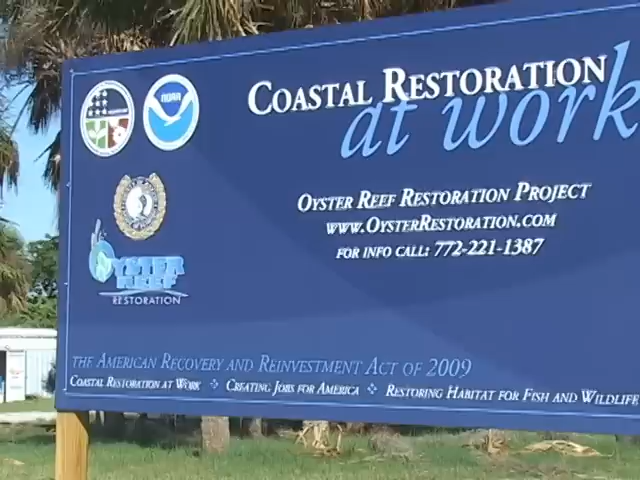 NOAA
COASTAL RESTORATION
at work
OYSTER REEF RESTORATION PROJECT
WWW.OYSTERRESTORATION.COM
FOR INFO CALL: 772-221-1387
OYSTER
REEF
RESTORATION
THE AMERICAN RECOVERY AND REINVESTMENT ACT OF 2009
COASTAL RESTORATION AT WORK ❖ CREATING JOBS FOR AMERICA ❖ RESTORING HABITAT FOR FISH AND WILDLIFE